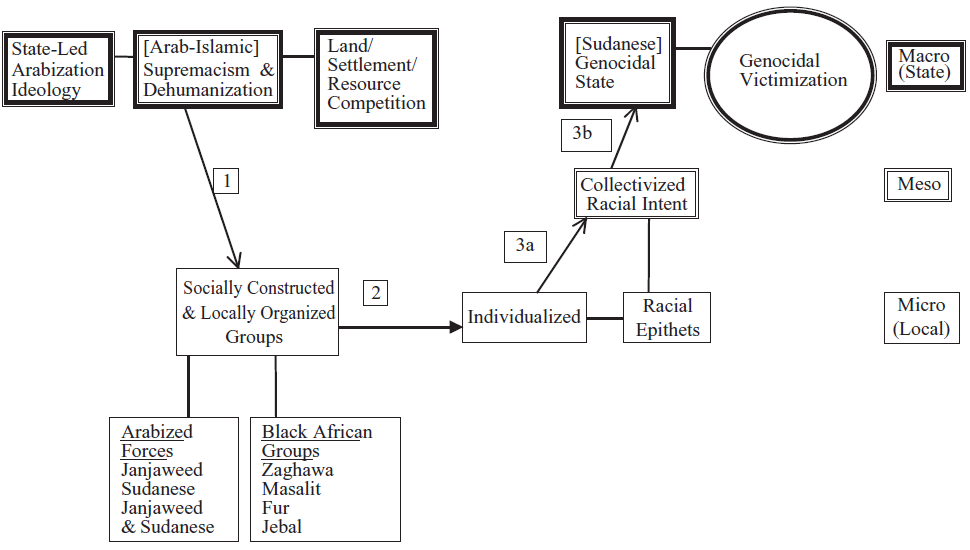 State-Led
Arabization
Ideology
[Arab-Islamic]
Supremacism &
Dehumanization
Land/
Settlement/
Resource
Competition
[Sudanese]
Genocidal
State
Genocidal
Victimization
Macro
(State)
3b
1
Collectivized
Racial Intent
Meso
3a
Socially Constructed
& Locally Organized
Groups
2
Individualized
Racial
Epithets
Micro
(Local)
Arabized
Forces
Janjaweed
Sudanese
Janjaweed
& Sudanese
Black African
Groups
Zaghawa
Masalit
Fur
Jebal